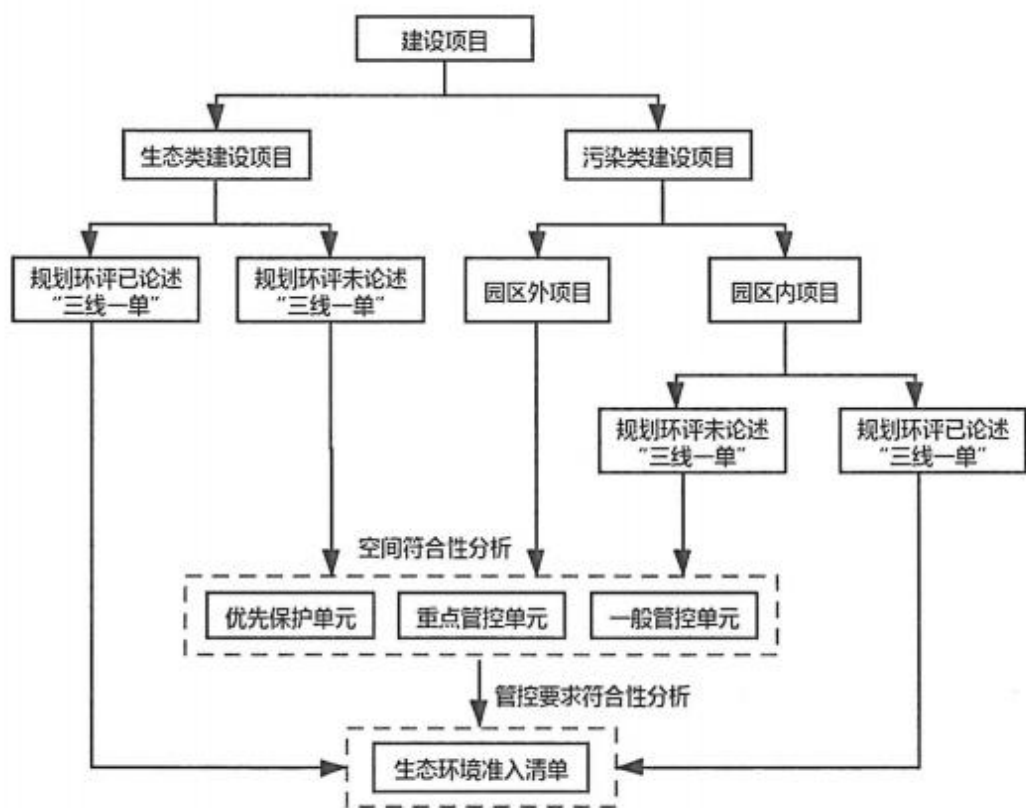 建设项目
生态类建设项目
污染类建设项目
规划环评已论述
“三线一单”
规划环评未论述
“三线一单”
园区外项目
园区内项目
规划环评未论述
“三线一单”
规划环评已论述
“三线一单”
空间符合性分析
优先保护单元
重点管控单元
一般管控单元
管控要求符合性分析
生态环境准入清单